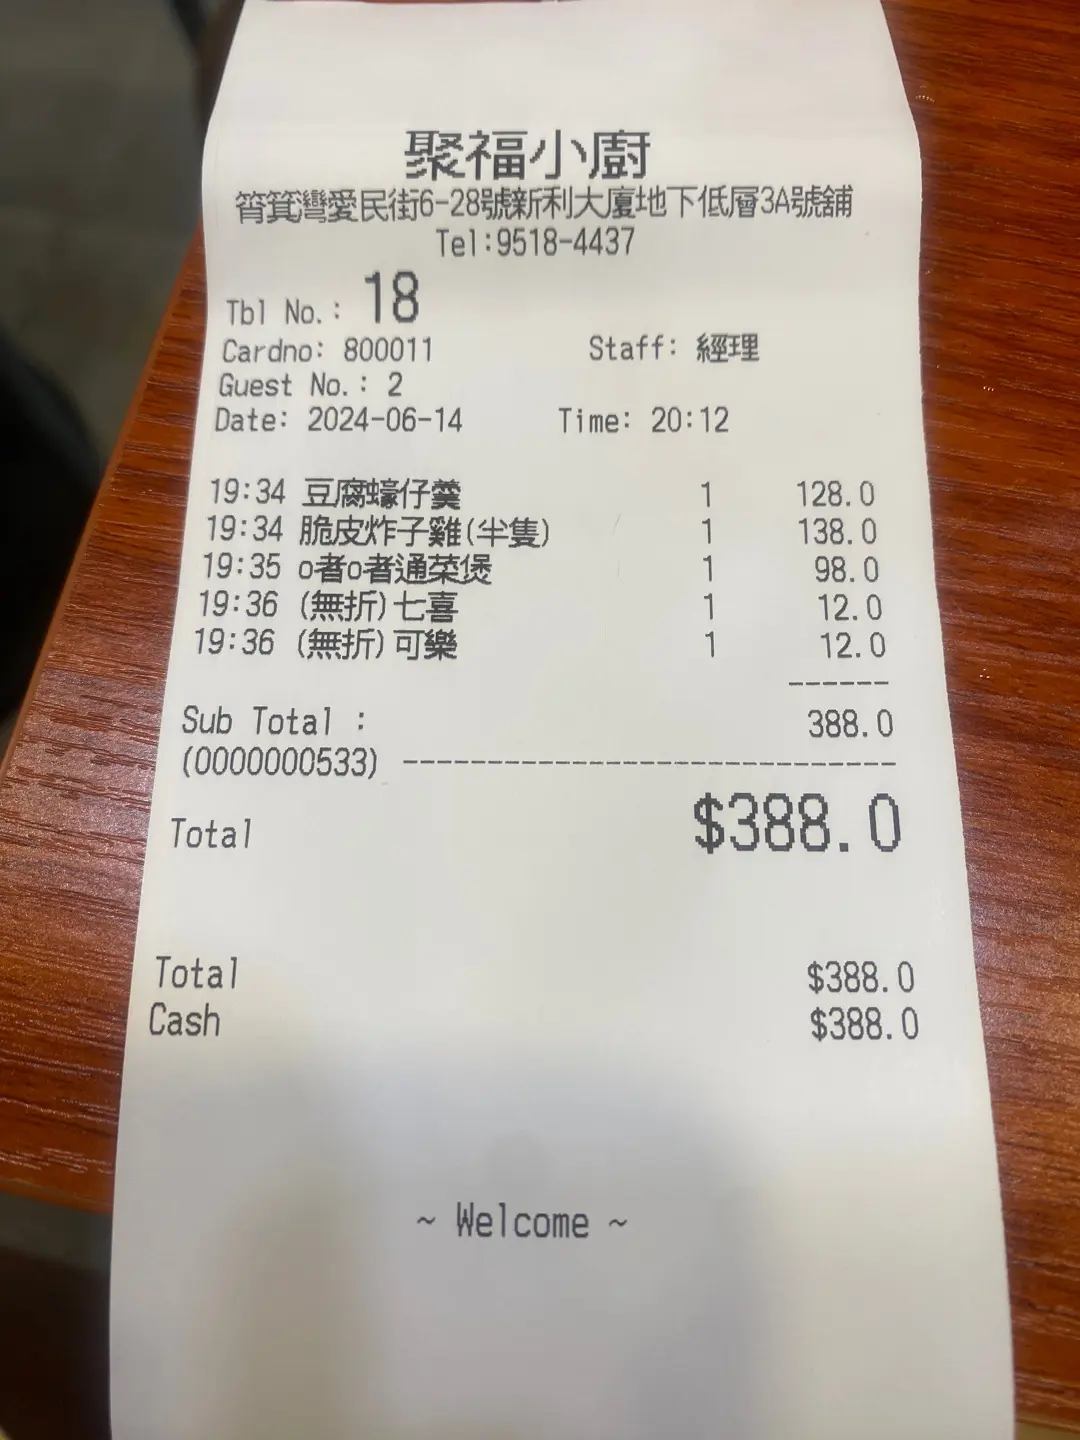 聚福小廚
筲箕灣愛民街6-28號新利大廈地下低層3A號舖
Tel:9518-4437
Tbl No.: 18
Cardno: 800011 Staff: 經理
Guest No.: 2
Date: 2024-06-14 Time: 20:12
19:34 豆腐蠔仔羹 1 128.0
19:34 脆皮炸子雞(半隻) 1 138.0
19:35 o者o者通菜煲 1 98.0
19:36 (無折)七喜 1 12.0
19:36 (無折)可樂 1 12.0
------
Sub Total : 388.0
(0000000533) -------------------------------
Total $388.0
Total $388.0
Cash $388.0
~ Welcome ~